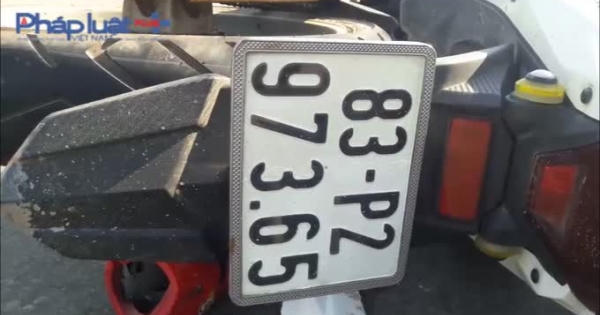 Pháp luật
VIỆT NAM
83-P2
973.65